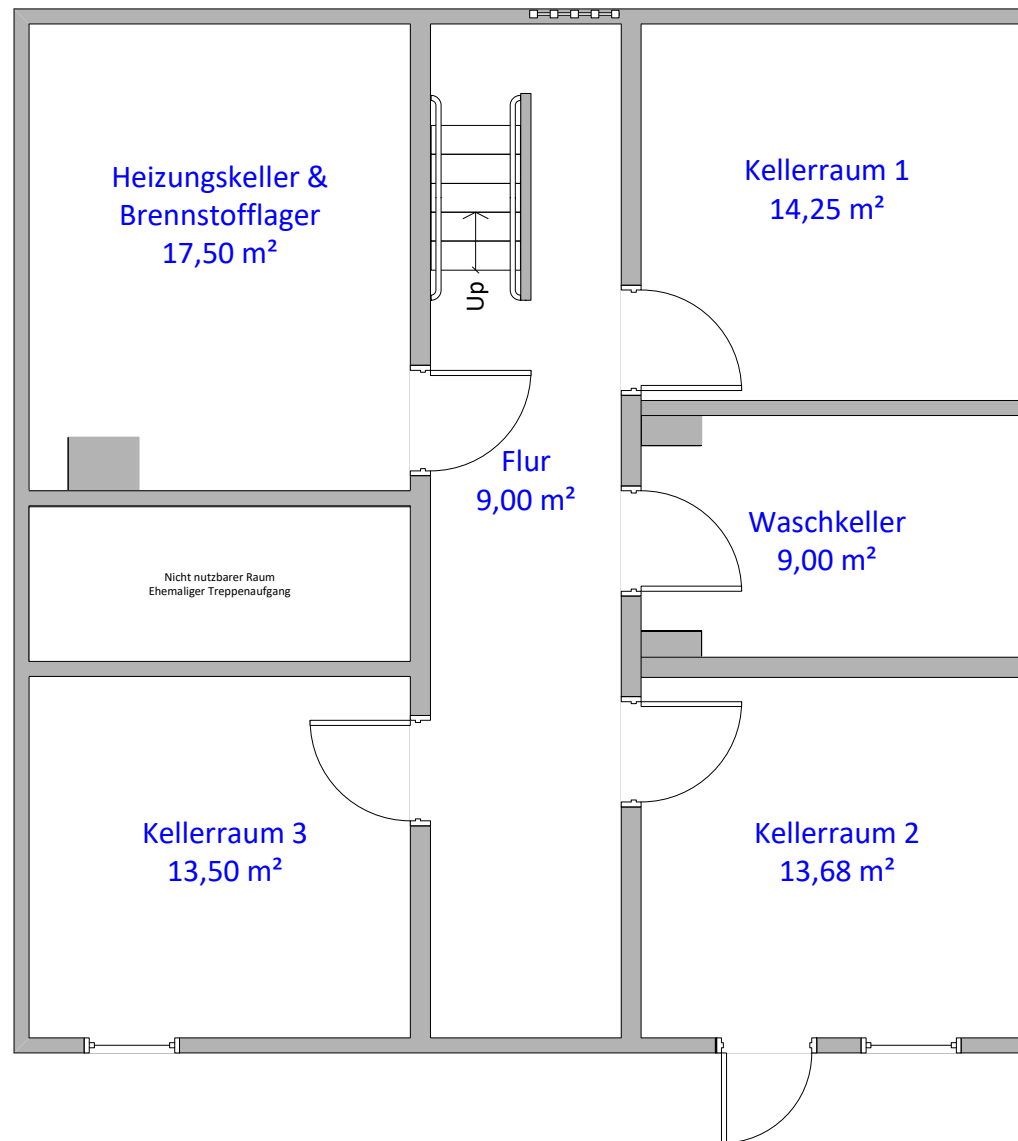 Heizungskeller &
Brennstofflager
17,50 m²
Kellerraum 1
14,25 m²
Up
Flur
9,00 m²
Waschkeller
9,00 m²
Nicht nutzbarer Raum
Ehemaliger Treppenaufgang
Kellerraum 3
13,50 m²
Kellerraum 2
13,68 m²